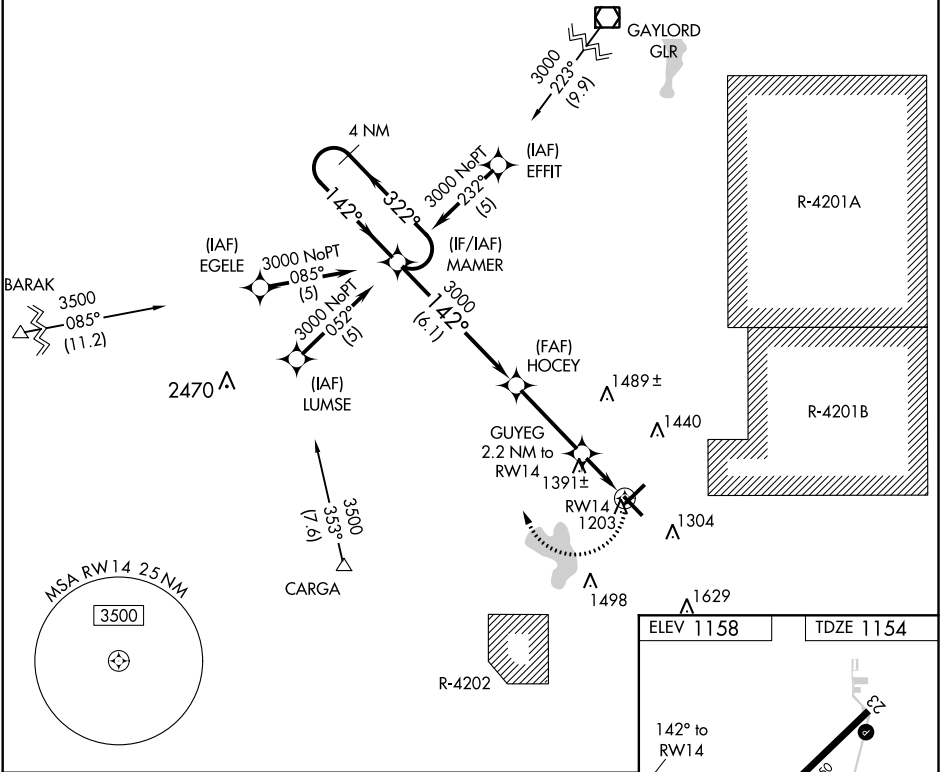 GAYLORD
GLR
3000
223°
(9.9)
4 NM
(IAF)
EFFIT
3000 NoPT
232°
(5)
142°
322°
R-4201A
(IAF)
EGELE
3000 NoPT
085°
(5)
(IF/IAF)
MAMER
BARAK
3500
085°
(11.2)
3000 NoPT
052°
(5)
3000
142°
(6.1)
(FAF)
HOCEY
2470
(IAF)
LUMSE
1489 ±
1440
R-4201B
GUYEG
2.2 NM to
RW14
1391±
RW14
1203
1304
3500
353°
(7.6)
CARGA
1498
1629
MSA RW14 25 NM
3500
R-4202
ELEV 1158
TDZE 1154
142° to
RW14
23
P